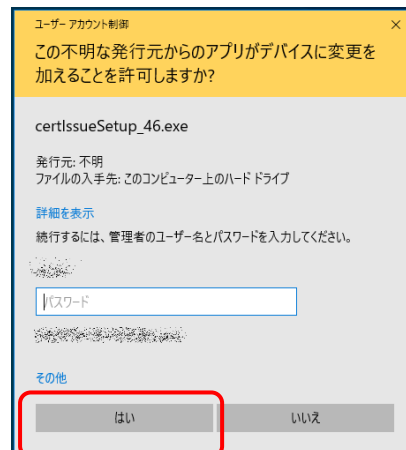 ユーザー アカウント制御
この不明な発行元からのアプリがデバイスに変更を
加えることを許可しますか?
certIssueSetup_46.exe
発行元: 不明
ファイルの入手先: このコンピューター上のハード ドライブ
詳細を表示
続行するには、管理者のユーザー名とパスワードを入力してください。
パスワード
その他
はい
いいえ